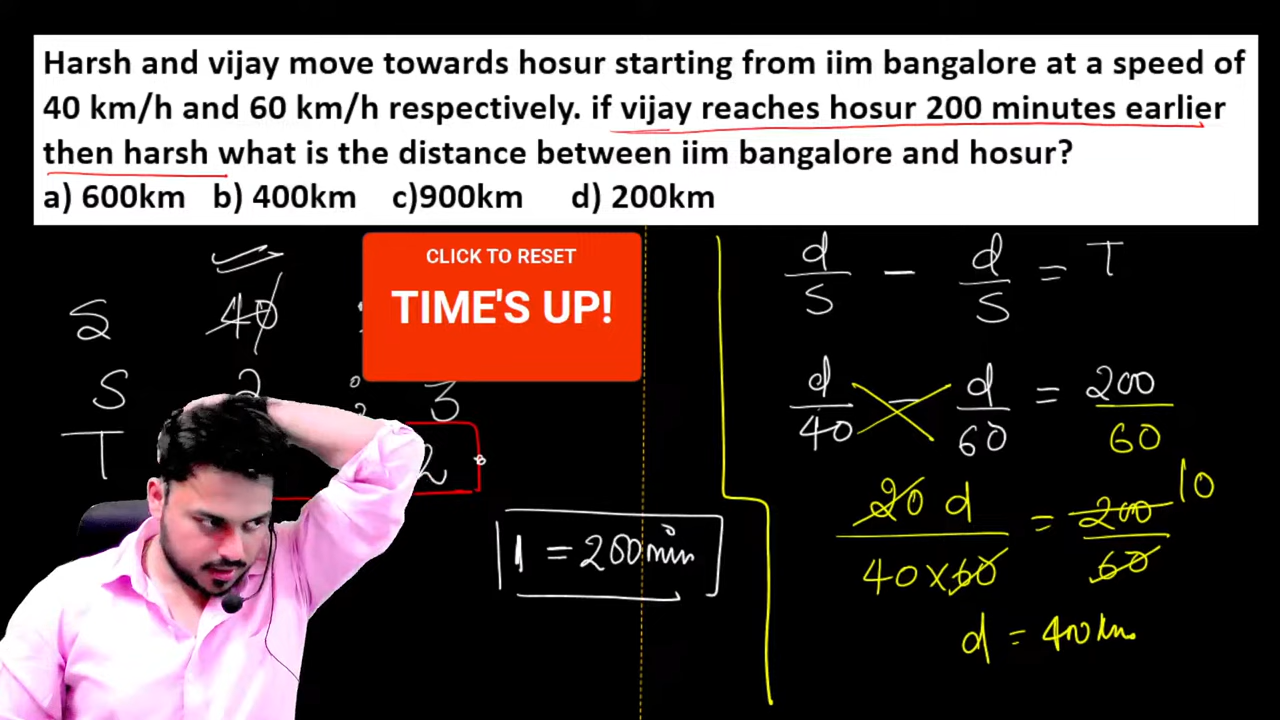 Harsh and vijay move towards hosur starting from iim bangalore at a speed of
40 km/h and 60 km/h respectively. if vijay reaches hosur 200 minutes earlier
then harsh what is the distance between iim bangalore and hosur?
a) 600km b) 400km c)900km d) 200km
CLICK TO RESET
TIME'S UP!
S 40
S 2 : 3
T 2
1 = 200min
d/S - d/S = T
d/40 - d/60 = 200/60
20 d / 40 x 60 = 200/60 10
d = 400km